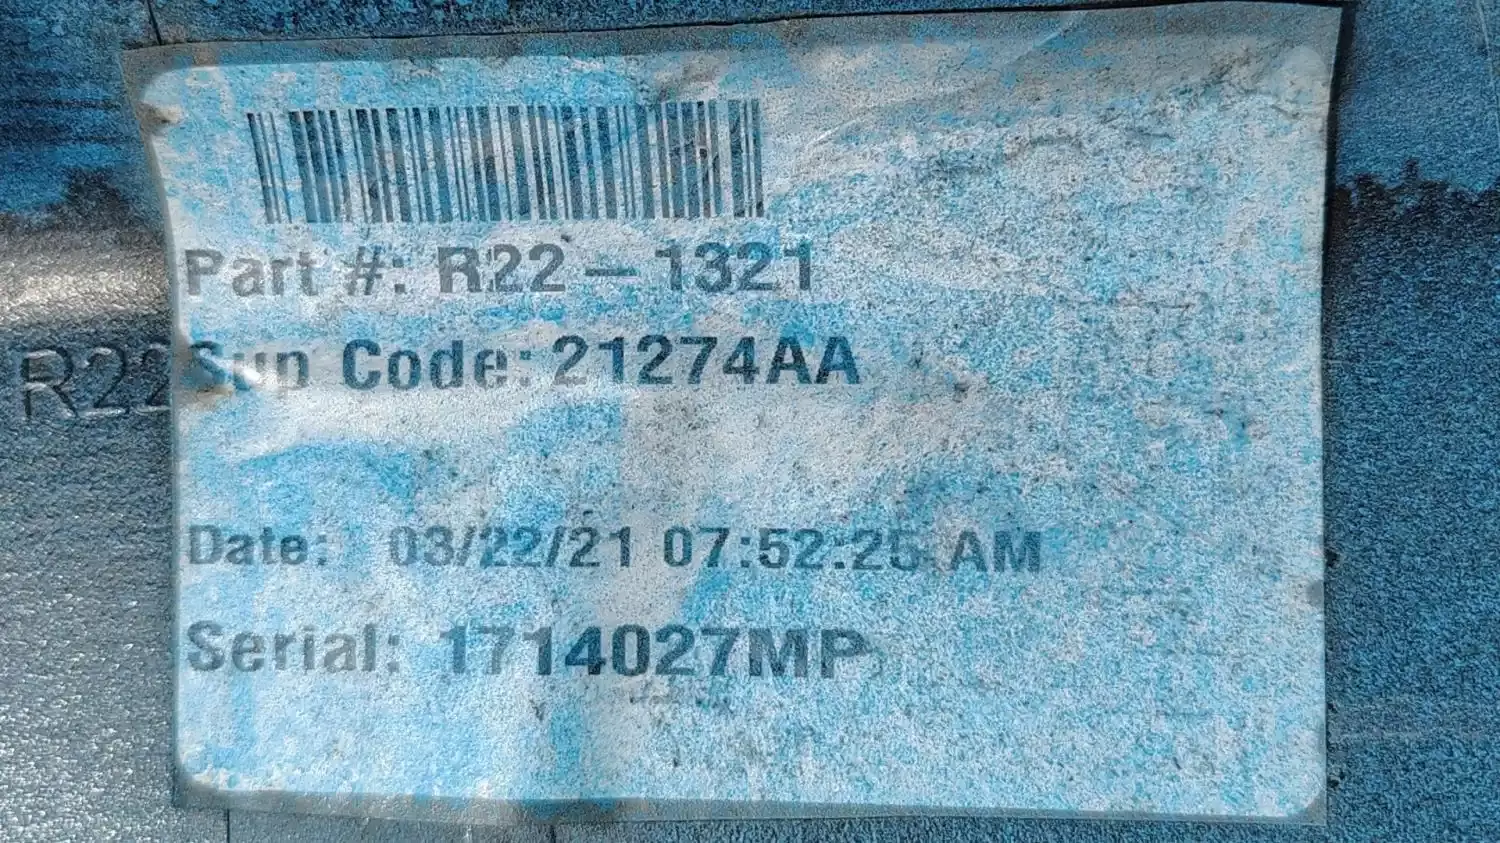 Part #: R22-1321
R22
Sup Code: 21274AA
Date: 03/22/21 07:52:25 AM
Serial: 1714027MP